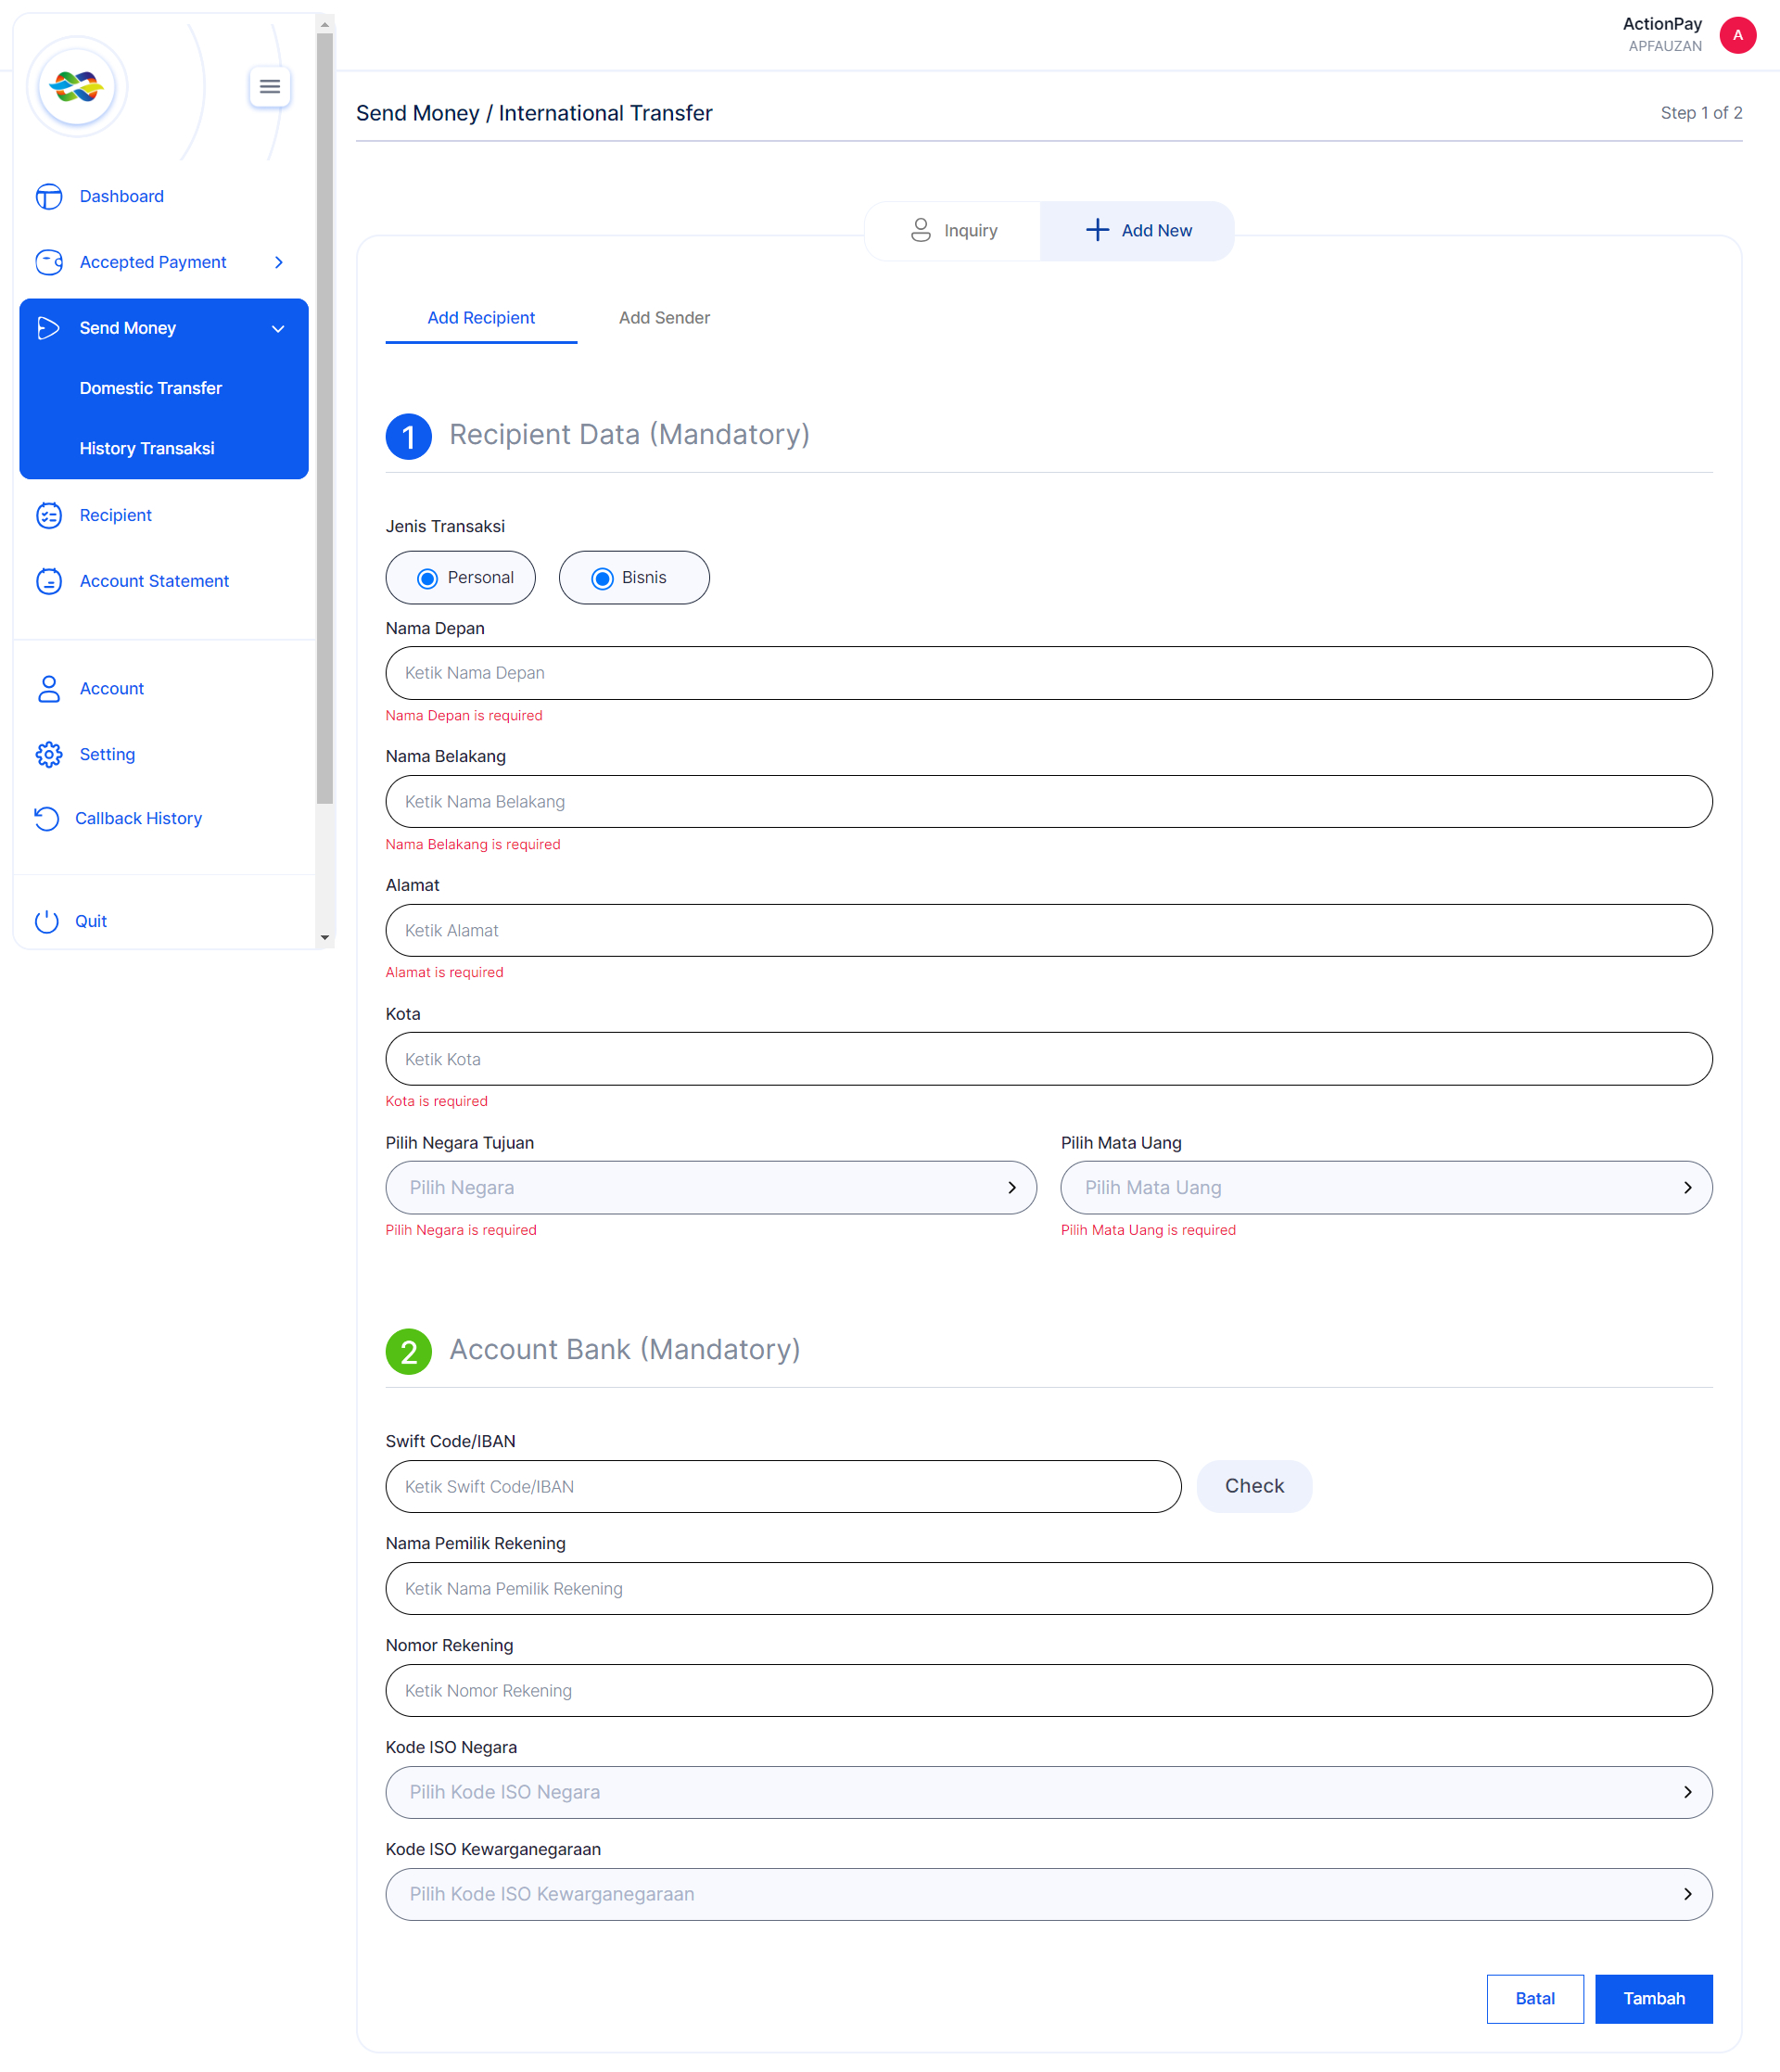 ActionPay
APFAUZAN
A
Dashboard
Accepted Payment
Send Money
Domestic Transfer
History Transaksi
Recipient
Account Statement
Account
Setting
Callback History
Quit
Send Money / International Transfer
Step 1 of 2
Inquiry
Add New
Add Recipient
Add Sender
1 Recipient Data (Mandatory)
Jenis Transaksi
Personal
Bisnis
Nama Depan
Ketik Nama Depan
Nama Depan is required
Nama Belakang
Ketik Nama Belakang
Nama Belakang is required
Alamat
Ketik Alamat
Alamat is required
Kota
Ketik Kota
Kota is required
Pilih Negara Tujuan
Pilih Negara
Pilih Negara is required
Pilih Mata Uang
Pilih Mata Uang
Pilih Mata Uang is required
2 Account Bank (Mandatory)
Swift Code/IBAN
Ketik Swift Code/IBAN
Check
Nama Pemilik Rekening
Ketik Nama Pemilik Rekening
Nomor Rekening
Ketik Nomor Rekening
Kode ISO Negara
Pilih Kode ISO Negara
Kode ISO Kewarganegaraan
Pilih Kode ISO Kewarganegaraan
Batal
Tambah